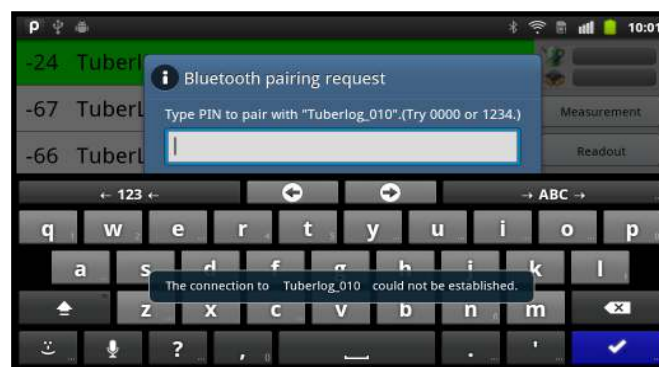 10:01
-24 Tuberl
Bluetooth pairing request
-67 TuberL
Type PIN to pair with "Tuberlog_010".(Try 0000 or 1234.)
Measurement
-66 TuberL
Readout
← 123 ←
→ ABC →
q w e r t y u i o p
a s d f g h j k l
The connection to Tuberlog_010 could not be established.
z x c v b n m
? , . '